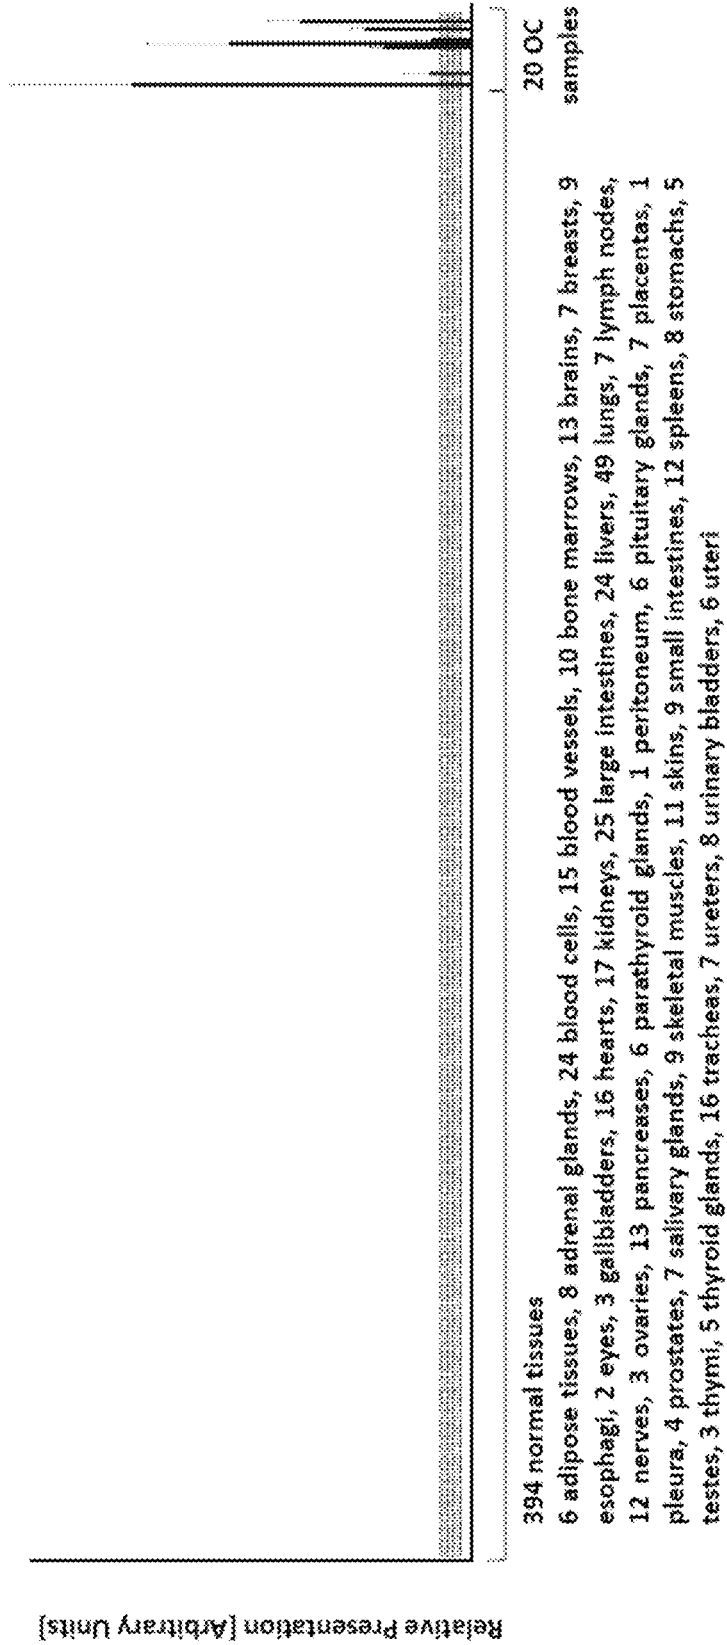 Relative Presentation [Arbitrary Units]
394 normal tissues
20 OC
samples
6 adipose tissues, 8 adrenal glands, 24 blood cells, 15 blood vessels, 10 bone marrows, 13 brains, 7 breasts, 9
esophagi, 2 eyes, 3 gallbladders, 16 hearts, 17 kidneys, 25 large intestines, 24 livers, 49 lungs, 7 lymph nodes,
12 nerves, 3 ovaries, 13 pancreases, 6 parathyroid glands, 1 peritoneum, 6 pituitary glands, 7 placentas, 1
pleura, 4 prostates, 7 salivary glands, 9 skeletal muscles, 11 skins, 9 small intestines, 12 spleens, 8 stomachs, 5
testes, 3 thymi, 5 thyroid glands, 16 tracheas, 7 ureters, 8 urinary bladders, 6 uteri